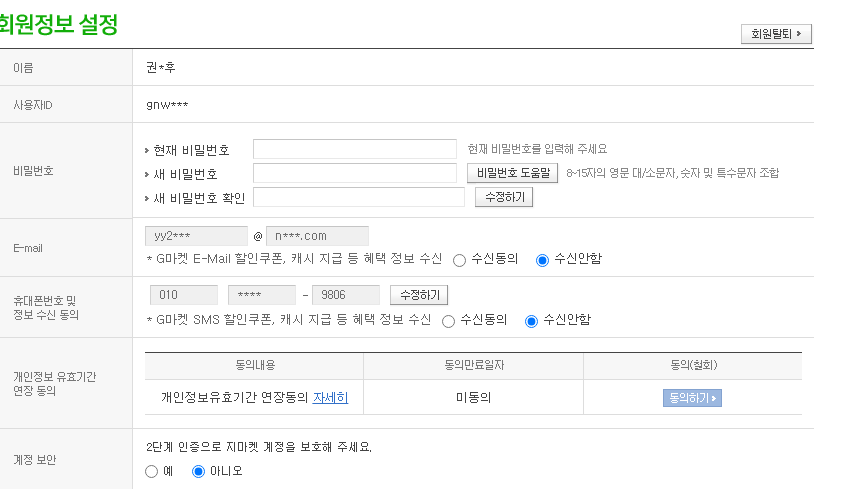 회원정보 설정
회원탈퇴
이름
권*후
사용자ID
gnw***
비밀번호
현재 비밀번호
현재 비밀번호를 입력해 주세요
새 비밀번호
비밀번호 도움말
8~15자의 영문 대/소문자, 숫자 및 특수문자 조합
새 비밀번호 확인
수정하기
E-mail
yy2*** @ n***.com
* G마켓 E-Mail 할인쿠폰, 캐시 지급 등 혜택 정보 수신 수신동의 수신안함
휴대폰번호 및
정보 수신 동의
010 **** - 9806 수정하기
* G마켓 SMS 할인쿠폰, 캐시 지급 등 혜택 정보 수신 수신동의 수신안함
개인정보 유효기간
연장 동의
동의내용 동의만료일자 동의(철회)
개인정보유효기간 연장동의 자세히 미동의 동의하기
계정 보안
2단계 인증으로 지마켓 계정을 보호해 주세요.
예 아니오